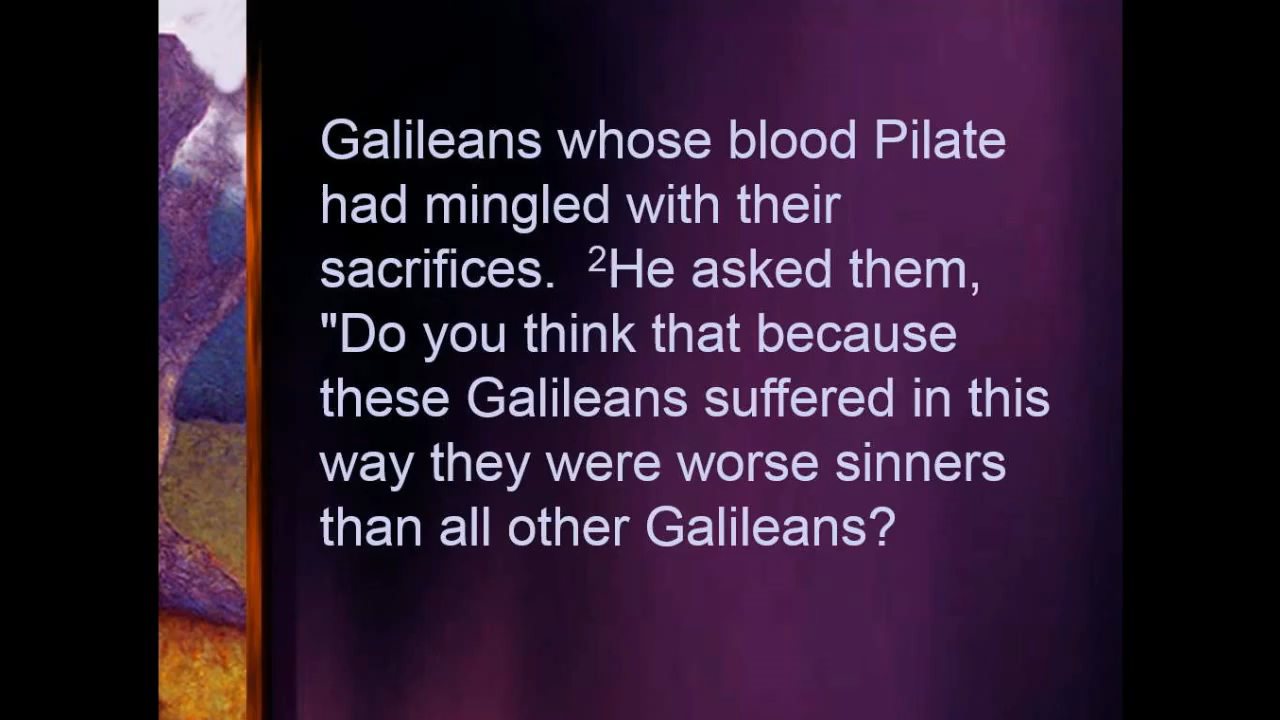 Galileans whose blood Pilate
had mingled with their
sacrifices.  ²He asked them,
"Do you think that because
these Galileans suffered in this
way they were worse sinners
than all other Galileans?